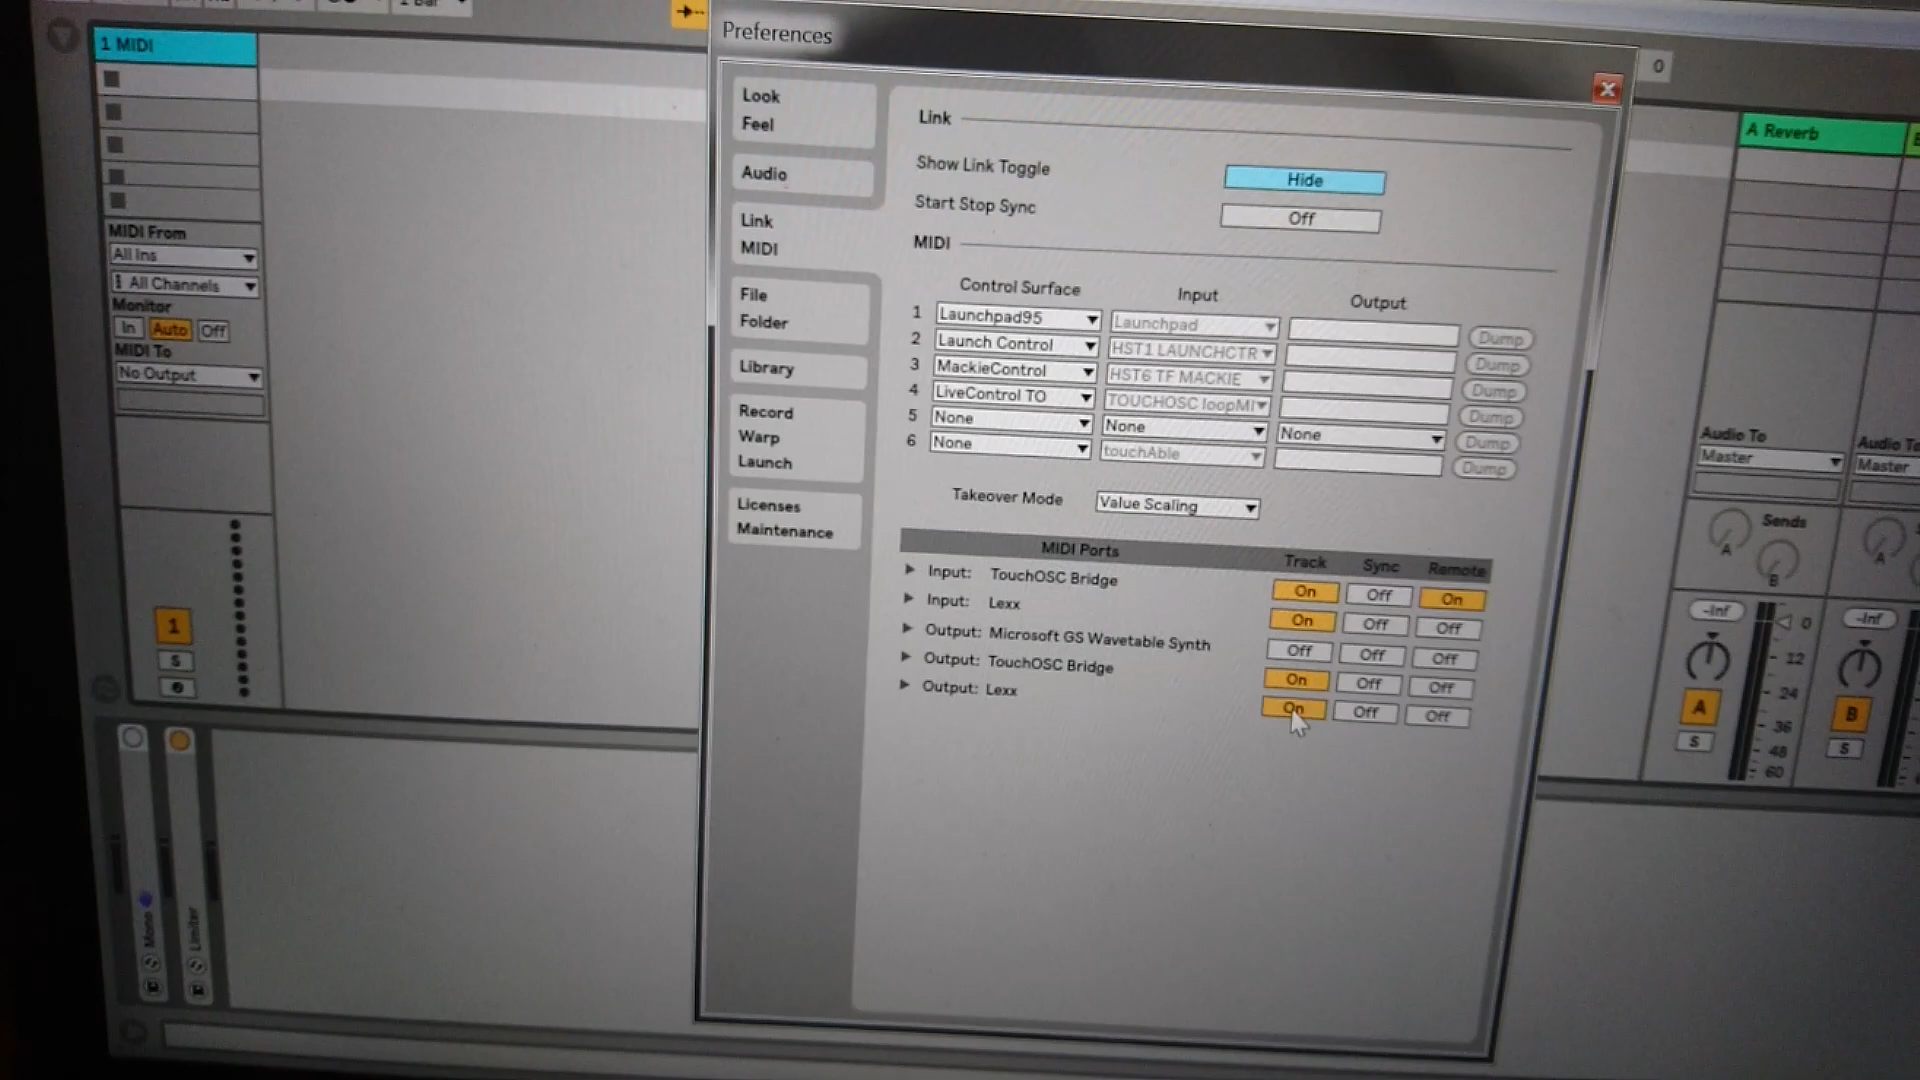 1 Bar
Preferences
0
1 MIDI
MIDI From
All Ins
All Channels
Monitor
In Auto Off
MIDI To
No Output
1
S
Mono
Limiter
Look
Feel
Audio
Link
MIDI
File
Folder
Library
Record
Warp
Launch
Licenses
Maintenance
Link
Show Link Toggle Hide
Start Stop Sync Off
MIDI
Control Surface Input Output
1 Launchpad95 Launchpad Dump
2 Launch Control HST1 LAUNCHCTR Dump
3 MackieControl HST6 TF MACKIE Dump
4 LiveControl TO TOUCHOSC loopMI Dump
5 None None None Dump
6 None touchAble Dump
Takeover Mode Value Scaling
MIDI Ports Track Sync Remote
Input: TouchOSC Bridge On Off On
Input: Lexx On Off Off
Output: Microsoft GS Wavetable Synth Off Off Off
Output: TouchOSC Bridge On Off Off
Output: Lexx On Off Off
A Reverb
Audio To
Master
Sends
A
B
-Inf
0
12
24
36
48
60
A
S
Audio To
Master
A
-Inf
B
S